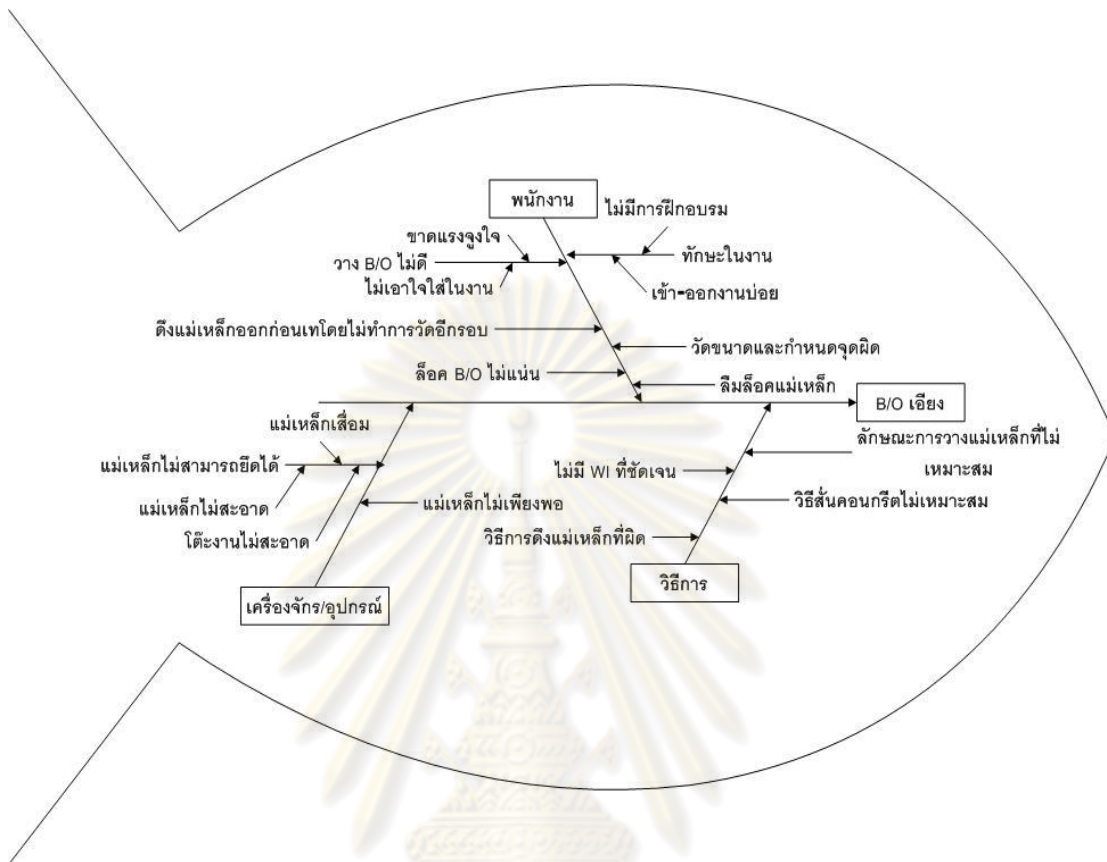 พนักงาน
ไม่มีการฝึกอบรม
ขาดแรงจูงใจ
ทักษะในงาน
วาง B/O ไม่ดี
ไม่เอาใจใส่ในงาน
เข้า-ออกงานบ่อย
ดึงแม่เหล็กออกก่อนเทโดยไม่ทำการวัดอีกรอบ
วัดขนาดและกำหนดจุดผิด
ล็อค B/O ไม่แน่น
ลืมล็อคแม่เหล็ก
B/O เอียง
แม่เหล็กเสื่อม
ลักษณะการวางแม่เหล็กที่ไม่
เหมาะสม
แม่เหล็กไม่สามารถยึดได้
ไม่มี WI ที่ชัดเจน
แม่เหล็กไม่สะอาด
แม่เหล็กไม่เพียงพอ
วิธีสั่นคอนกรีตไม่เหมาะสม
โต๊ะงานไม่สะอาด
วิธีการดึงแม่เหล็กที่ผิด
วิธีการ
เครื่องจักร/อุปกรณ์